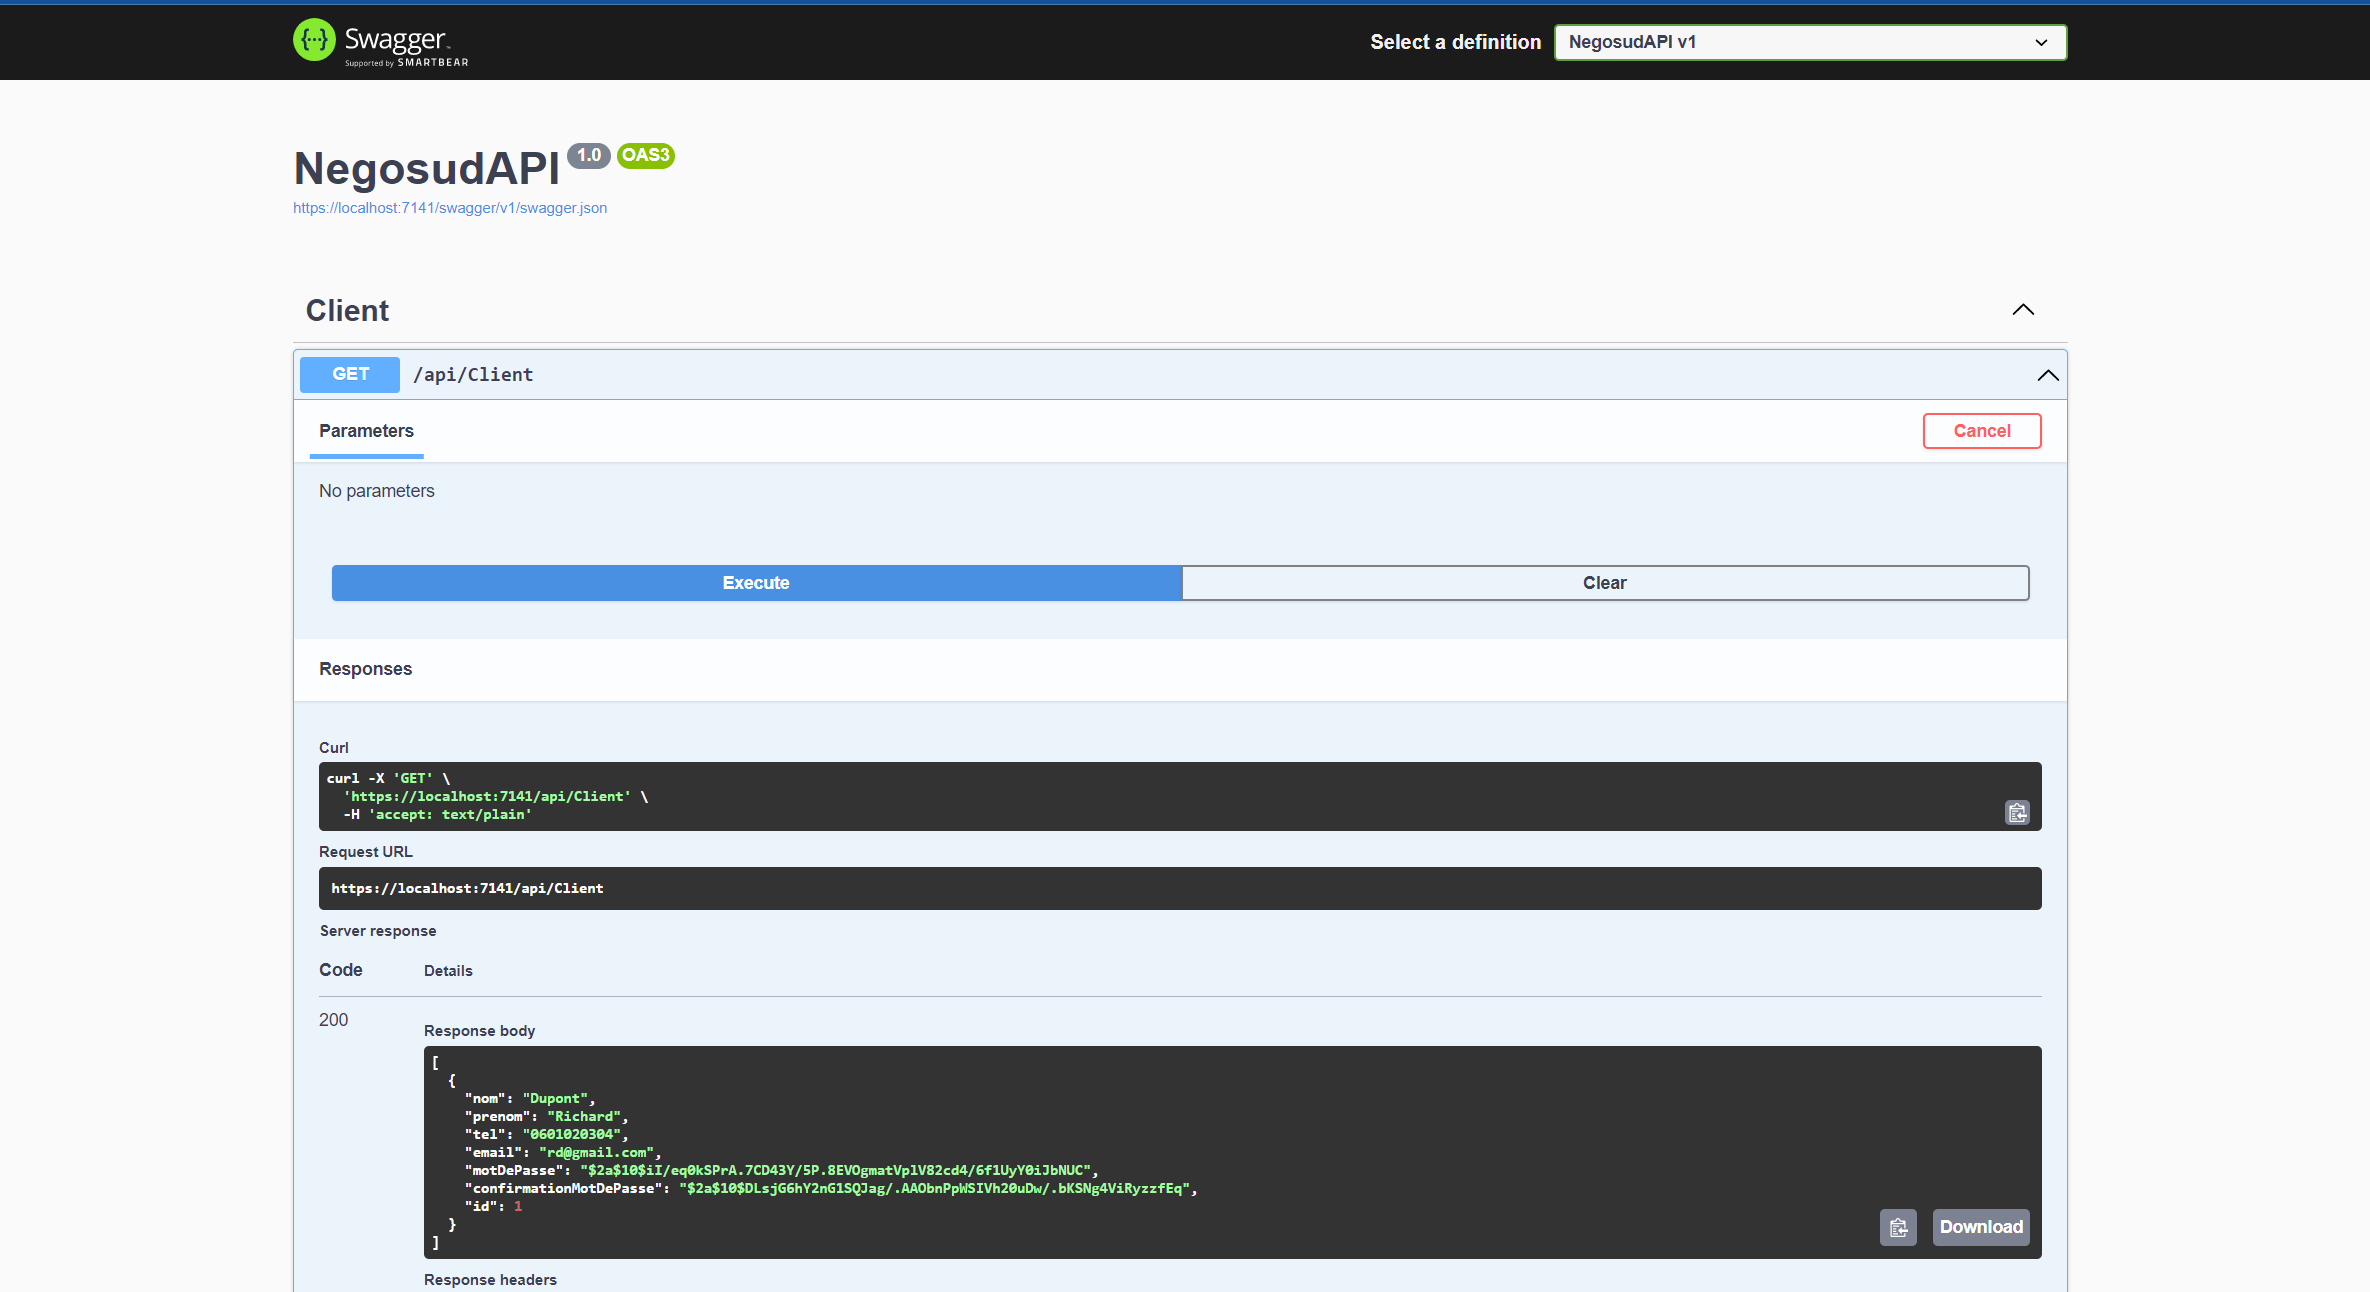 Swagger
Supported by SMARTBEAR
Select a definition
NegosudAPI v1
NegosudAPI 1.0 OAS3
https://localhost:7141/swagger/v1/swagger.json
Client
GET /api/Client
Parameters
Cancel
No parameters
Execute
Clear
Responses
Curl
curl -X 'GET' \
'https://localhost:7141/api/Client' \
-H 'accept: text/plain'
Request URL
https://localhost:7141/api/Client
Server response
Code Details
200
Response body
[
{
"nom": "Dupont",
"prenom": "Richard",
"tel": "0601020304",
"email": "rd@gmail.com",
"motDePasse": "$2a$10$iI/eq0kSPrA.7CD43Y/5P.8EVOgmatVplV82cd4/6f1UyY0iJbNUC",
"confirmationMotDePasse": "$2a$10$DLsjG6hY2nG1SQJag/.AAObnPpWSIVh20uDw/.bKSNg4ViRyzzfEq",
"id": 1
}
]
Download
Response headers